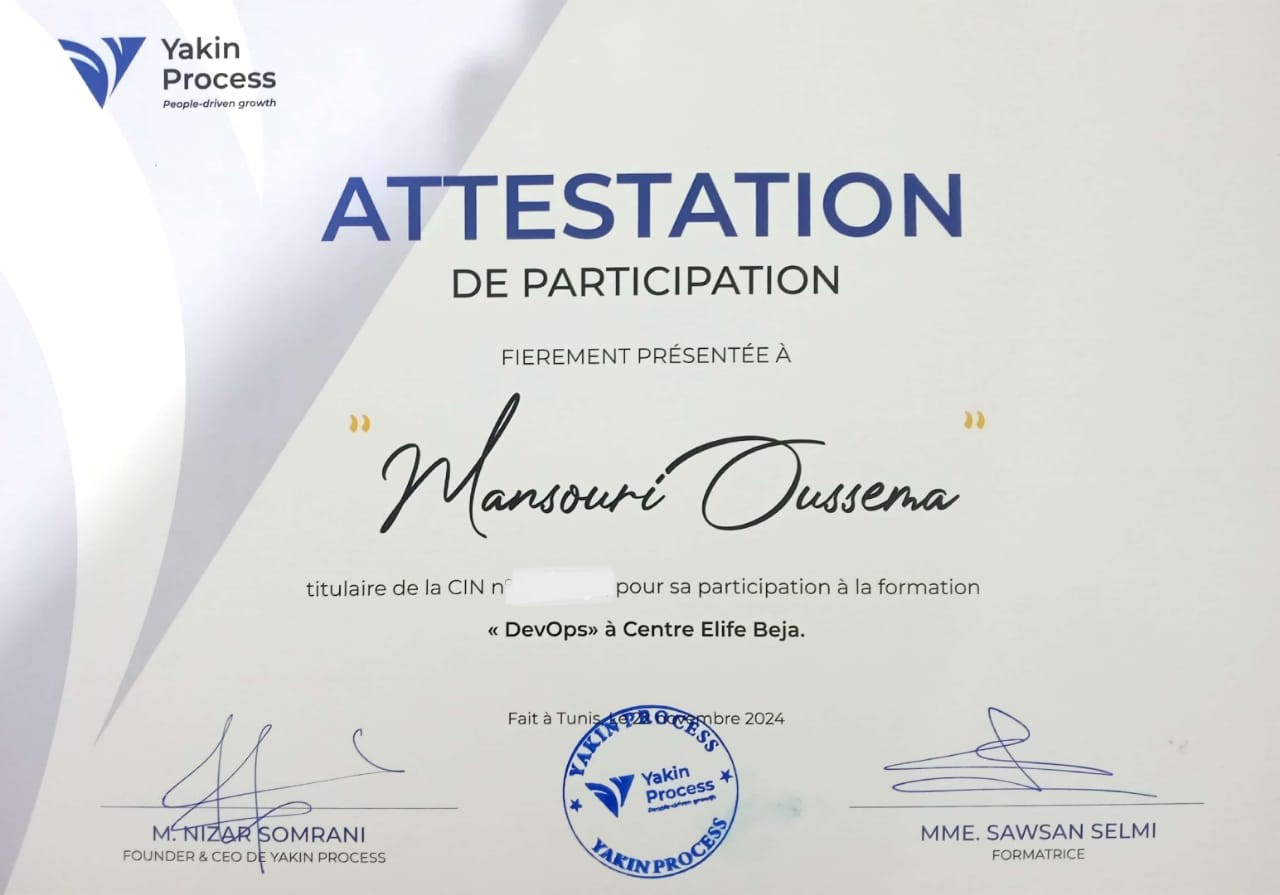 Yakin
Process
People-driven growth
ATTESTATION
DE PARTICIPATION
FIEREMENT PRÉSENTÉE À
" Mansouri Oussema "
titulaire de la CIN n° pour sa participation à la formation
« DevOps» à Centre Elife Beja.
Fait à Tunis, Le novembre 2024
YAKIN PROCESS
Yakin
Process
People-driven growth
YAKIN PROCESS
M. NIZAR SOMRANI
FOUNDER & CEO DE YAKIN PROCESS
MME. SAWSAN SELMI
FORMATRICE